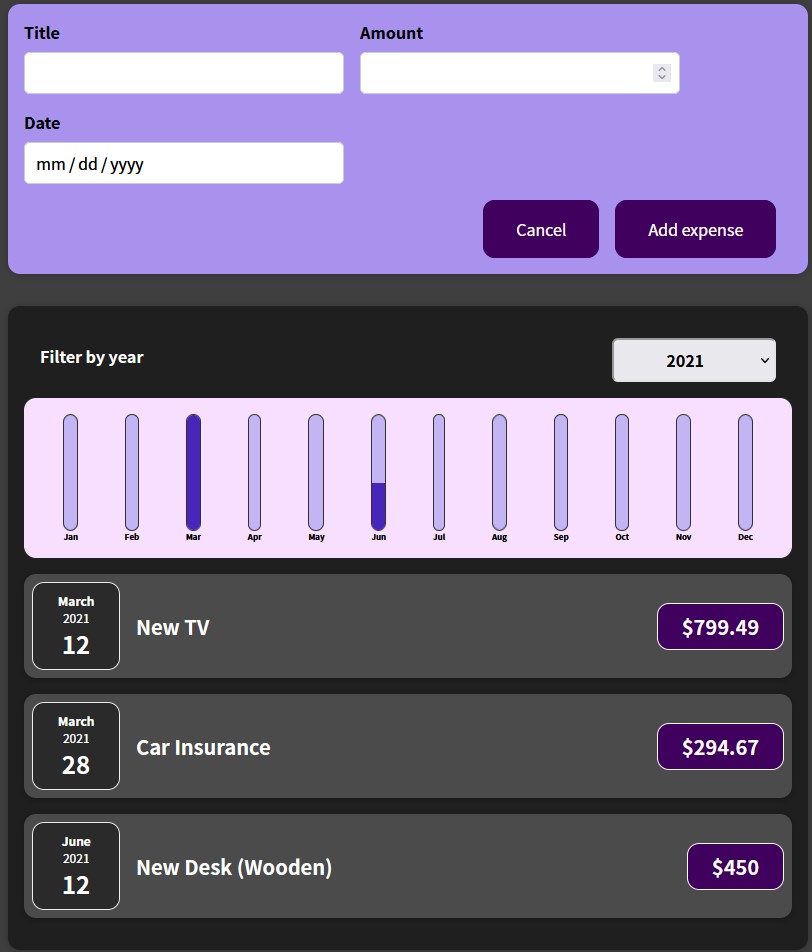 Title Amount
Date
mm / dd / yyyy
Cancel Add expense
Filter by year 2021
Jan Feb Mar Apr May Jun Jul Aug Sep Oct Nov Dec
March
2021
12
New TV
$799.49
March
2021
28
Car Insurance
$294.67
June
2021
12
New Desk (Wooden)
$450